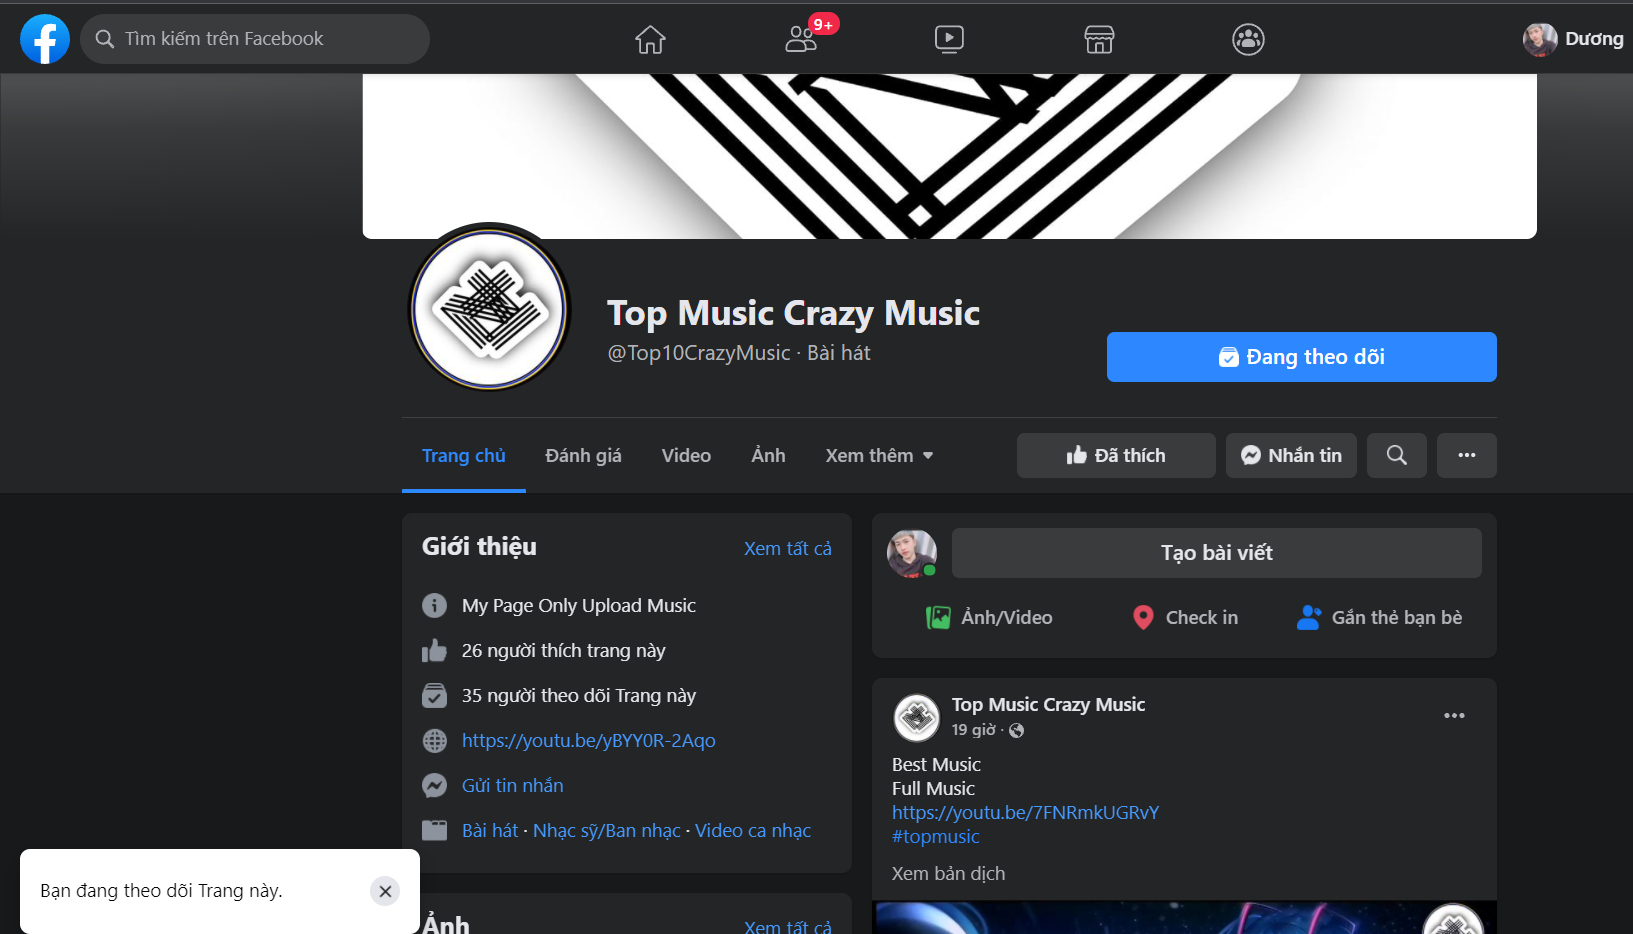 Tìm kiếm trên Facebook
9+
Dương
Top Music Crazy Music
@Top10CrazyMusic · Bài hát
Đang theo dõi
Trang chủ
Đánh giá
Video
Ảnh
Xem thêm
Đã thích
Nhắn tin
Giới thiệu
Xem tất cả
My Page Only Upload Music
26 người thích trang này
35 người theo dõi Trang này
https://youtu.be/yBYY0R-2Aqo
Gửi tin nhắn
Bài hát · Nhạc sỹ/Ban nhạc · Video ca nhạc
Ảnh
Xem tất cả
Tạo bài viết
Ảnh/Video
Check in
Gắn thẻ bạn bè
Top Music Crazy Music
19 giờ ·
Best Music
Full Music
https://youtu.be/7FNRmkUGRvY
#topmusic
Xem bản dịch
Bạn đang theo dõi Trang này.